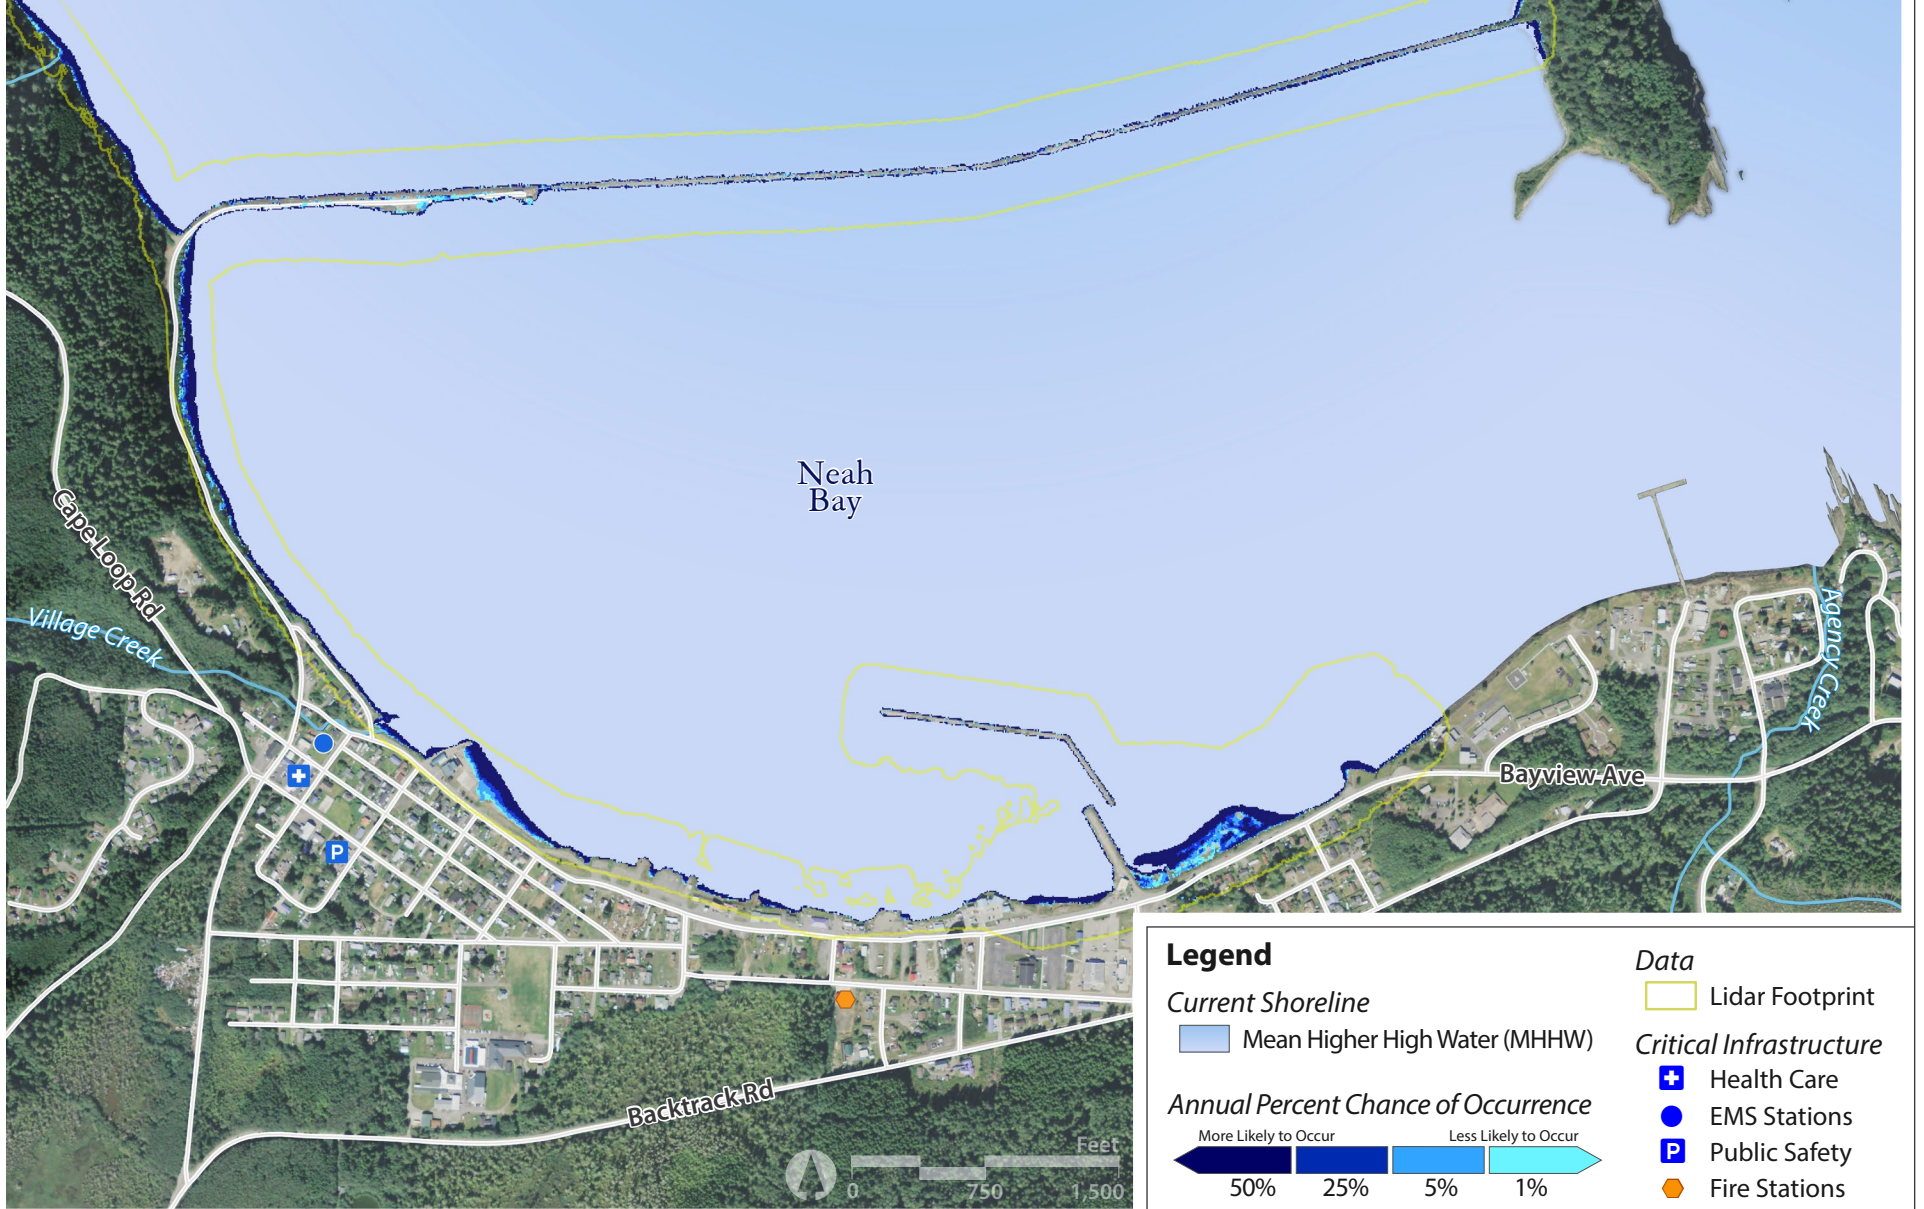 Neah
Bay
Cape Loop Rd
Village Creek
Agency Creek
Bayview Ave
Backtrack Rd
Feet
0 750 1,500
Legend
Current Shoreline
Mean Higher High Water (MHHW)
Annual Percent Chance of Occurrence
More Likely to Occur Less Likely to Occur
50% 25% 5% 1%
Data
Lidar Footprint
Critical Infrastructure
Health Care
EMS Stations
P Public Safety
Fire Stations
P